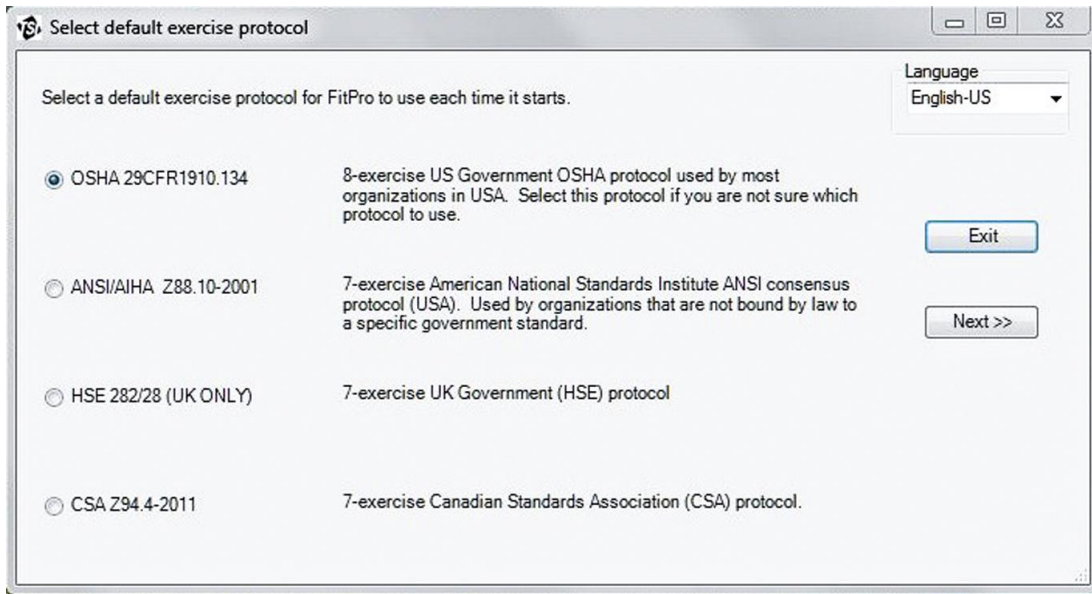 TSI Select default exercise protocol
Language
Select a default exercise protocol for FitPro to use each time it starts.
English-US
OSHA 29CFR1910.134
8-exercise US Government OSHA protocol used by most
organizations in USA.  Select this protocol if you are not sure which
protocol to use.
Exit
ANSI/AIHA  Z88.10-2001
7-exercise American National Standards Institute ANSI consensus
protocol (USA).  Used by organizations that are not bound by law to
a specific government standard.
Next >>
HSE 282/28 (UK ONLY)
7-exercise UK Government (HSE) protocol
CSA Z94.4-2011
7-exercise Canadian Standards Association (CSA) protocol.